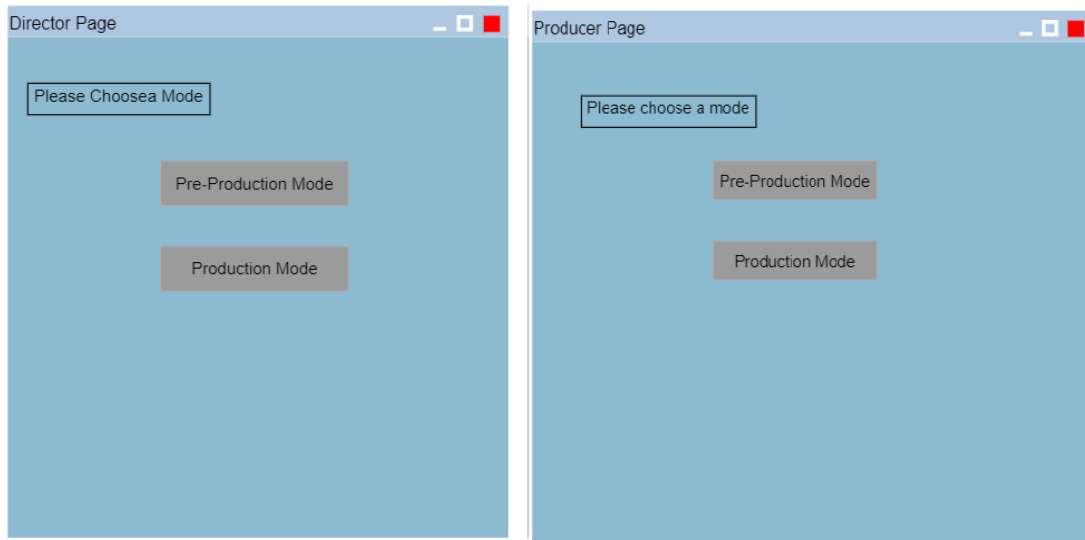 Director Page
Please Choosea Mode
Pre-Production Mode
Production Mode
Producer Page
Please choose a mode
Pre-Production Mode
Production Mode